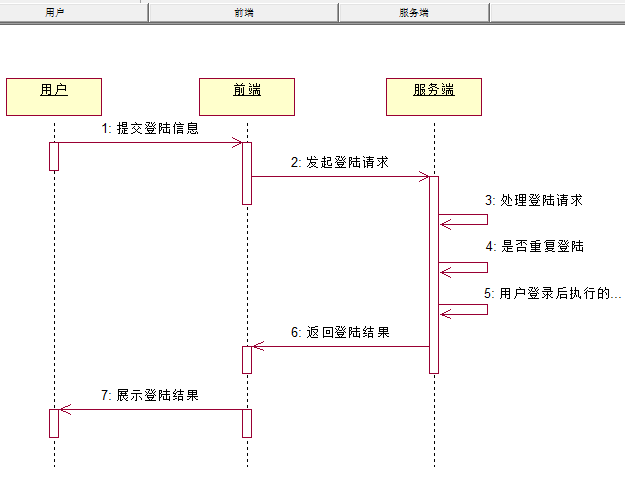 用户 前端 服务端
用户 前端 服务端
1: 提交登陆信息
2: 发起登陆请求
3: 处理登陆请求
4: 是否重复登陆
5: 用户登录后执行的...
6: 返回登陆结果
7: 展示登陆结果